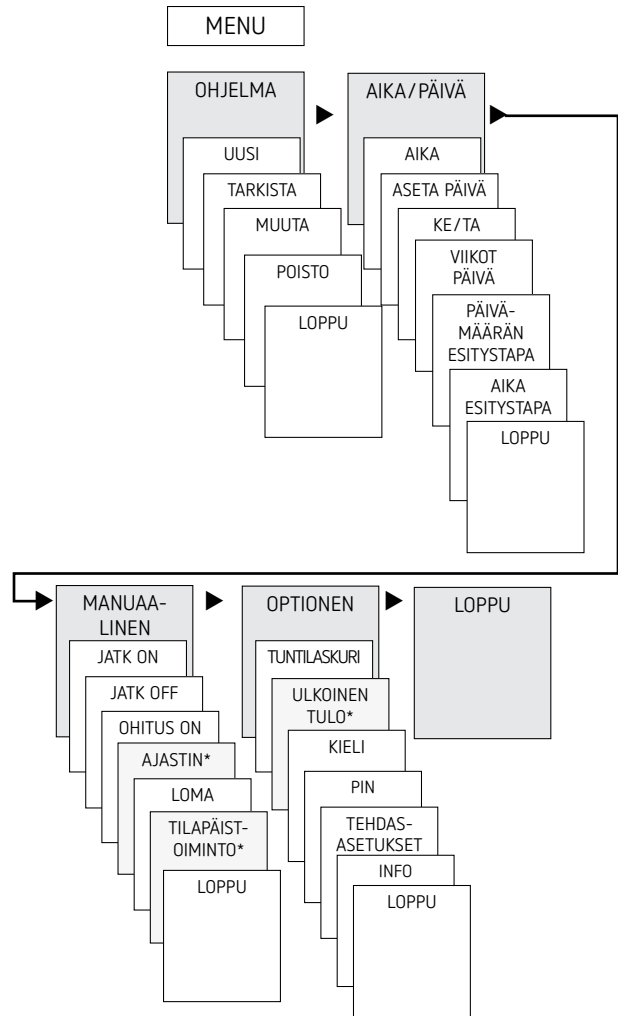 MENU
OHJELMA
UUSI
TARKISTA
MUUTA
POISTO
LOPPU
AIKA/PÄIVÄ
AIKA
ASETA PÄIVÄ
KE/TA
VIIKOT
PÄIVÄ
PÄIVÄ-
MÄÄRÄN
ESITYSTAPA
AIKA
ESITYSTAPA
LOPPU
MANUAA-
LINEN
JATK ON
JATK OFF
OHITUS ON
AJASTIN*
LOMA
TILAPÄIST-
OIMINTO*
LOPPU
OPTIONEN
TUNTILASKURI
ULKOINEN
TULO*
KIELI
PIN
TEHDAS-
ASETUKSET
INFO
LOPPU
LOPPU